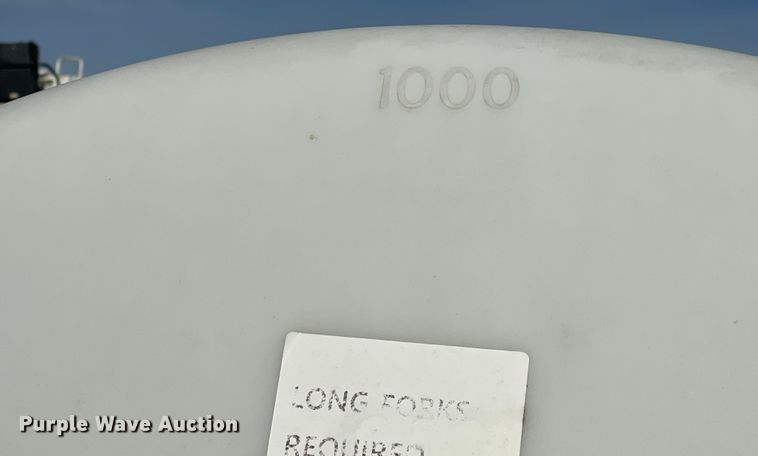 1000
LONG FORKS
REQUIRED
Purple Wave Auction